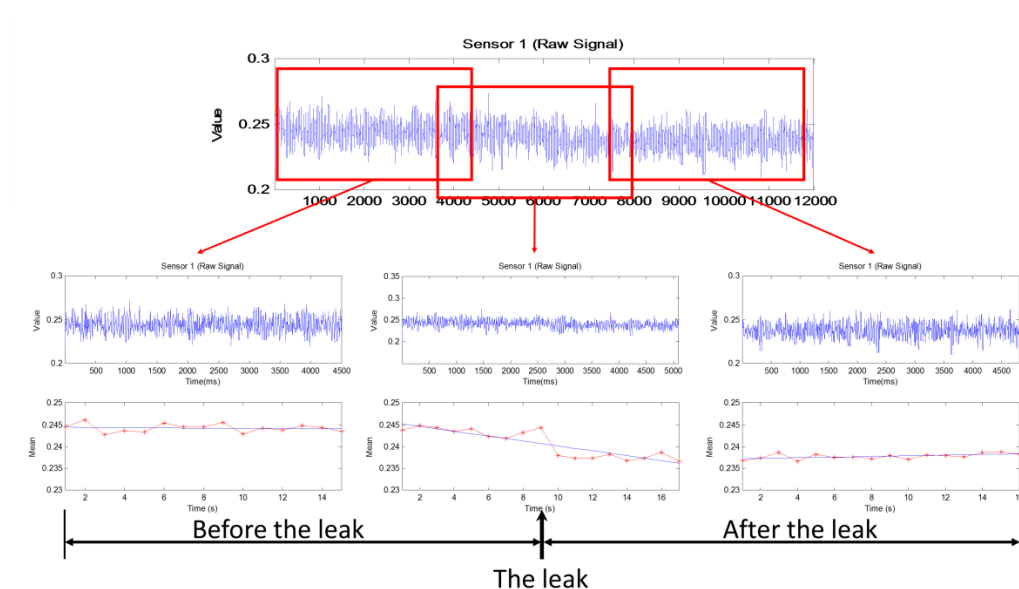 Sensor 1 (Raw Signal)
0.3
0.25
0.2
Value
1000 2000 3000 4000 5000 6000 7000 8000 9000 10000 11000 12000
Sensor 1 (Raw Signal)
0.3
0.25
0.2
Value
500 1000 1500 2000 2500 3000 3500 4000 4500
Time(ms)
Sensor 1 (Raw Signal)
0.35
0.3
0.25
0.2
Value
500 1000 1500 2000 2500 3000 3500 4000 4500 5000
Time(ms)
Sensor 1 (Raw Signal)
0.3
0.25
0.2
Value
500 1000 1500 2000 2500 3000 3500 4000 4500
Time(ms)
0.25
0.245
0.24
0.235
0.23
Mean
2 4 6 8 10 12 14
Time (s)
0.25
0.245
0.24
0.235
0.23
Mean
2 4 6 8 10 12 14 16
Time (s)
0.25
0.245
0.24
0.235
0.23
Mean
2 4 6 8 10 12 14
Time (s)
Before the leak
After the leak
The leak